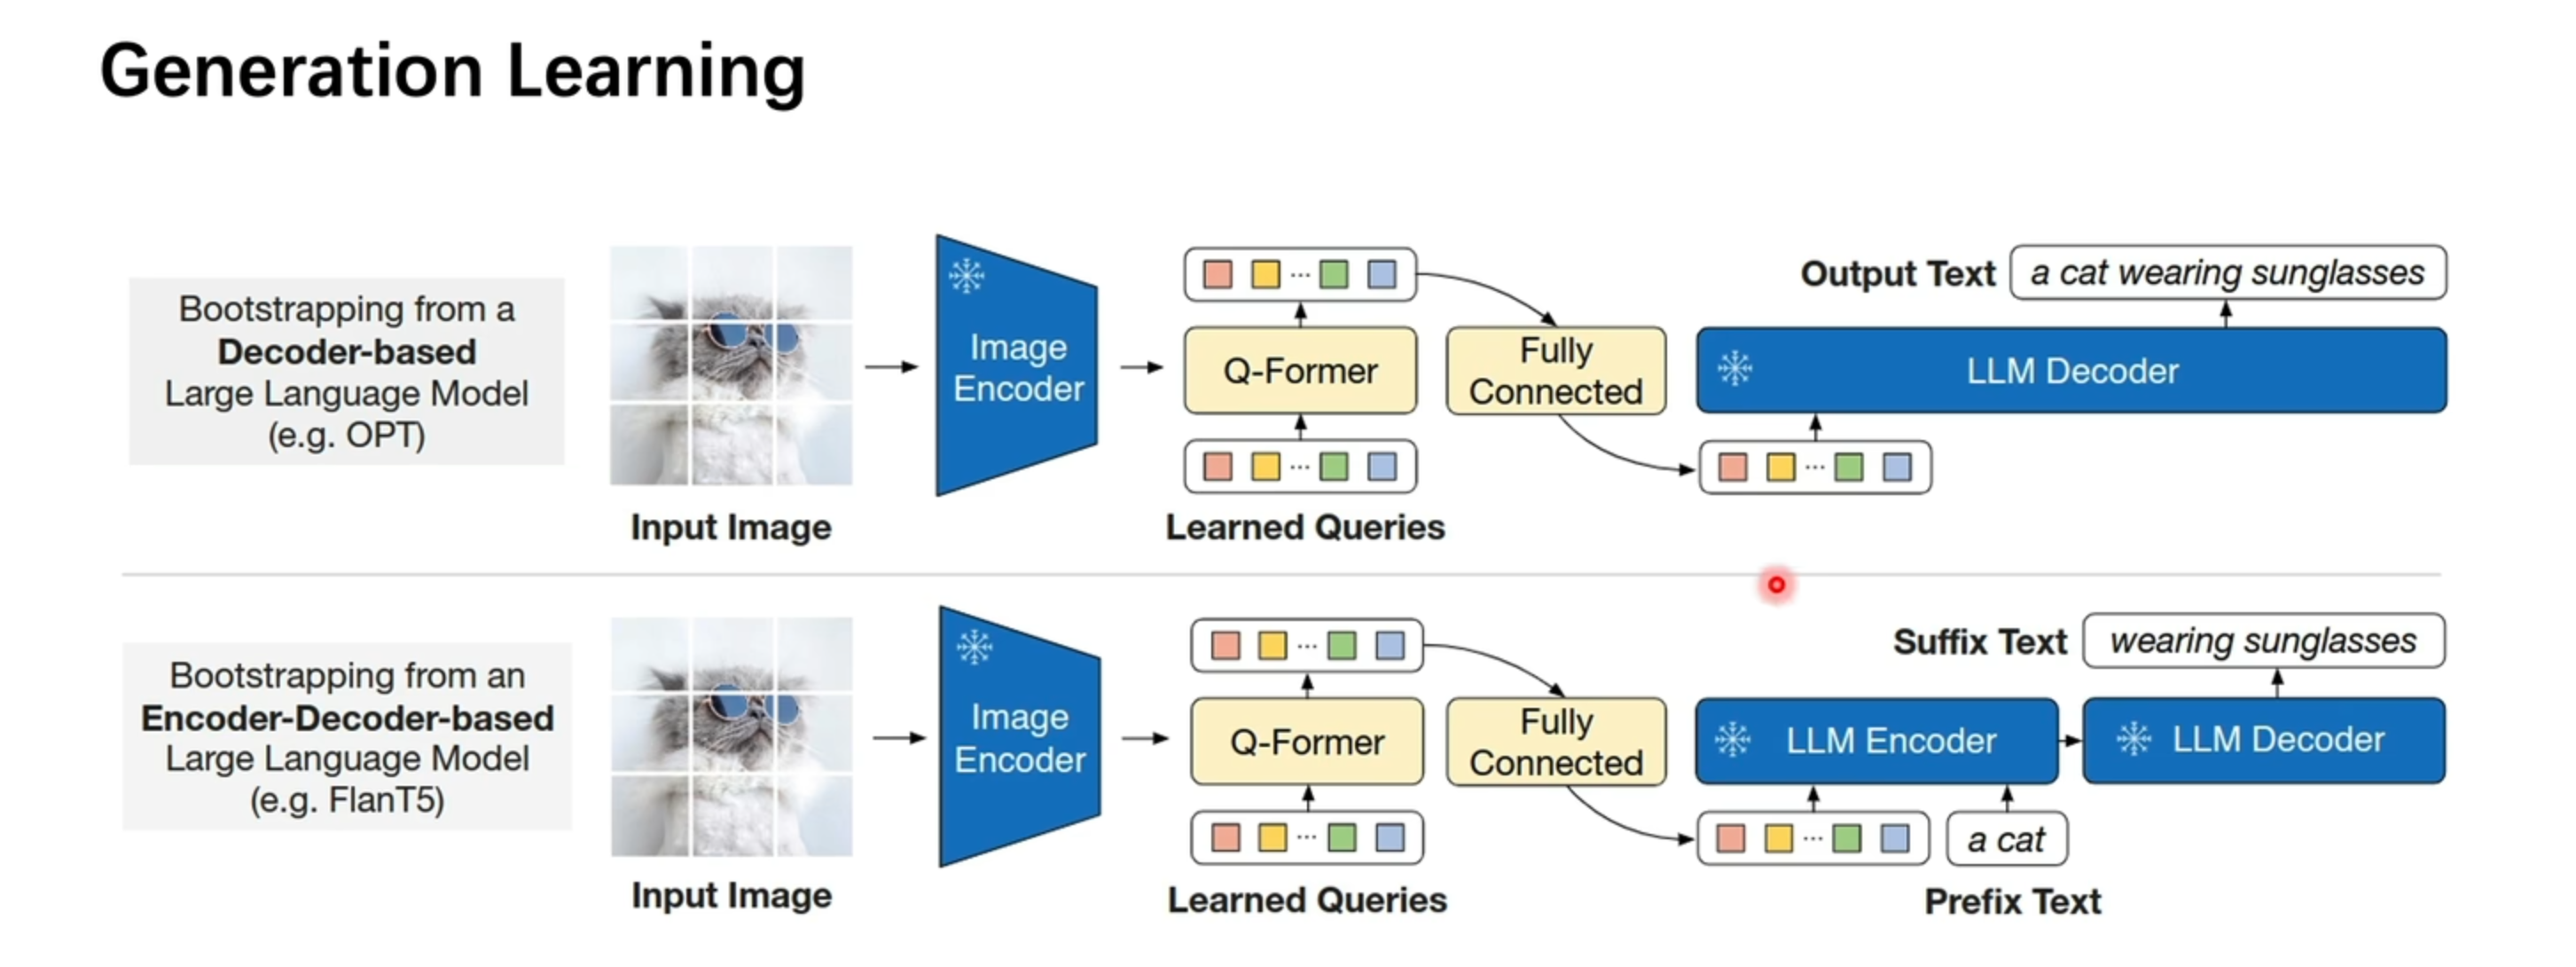 Generation Learning
Bootstrapping from a
Decoder-based
Large Language Model
(e.g. OPT)
Input Image
Image
Encoder
Q-Former
Learned Queries
Fully
Connected
Output Text
a cat wearing sunglasses
LLM Decoder
Bootstrapping from an
Encoder-Decoder-based
Large Language Model
(e.g. FlanT5)
Input Image
Image
Encoder
Q-Former
Learned Queries
Fully
Connected
Suffix Text
wearing sunglasses
LLM Encoder
LLM Decoder
a cat
Prefix Text